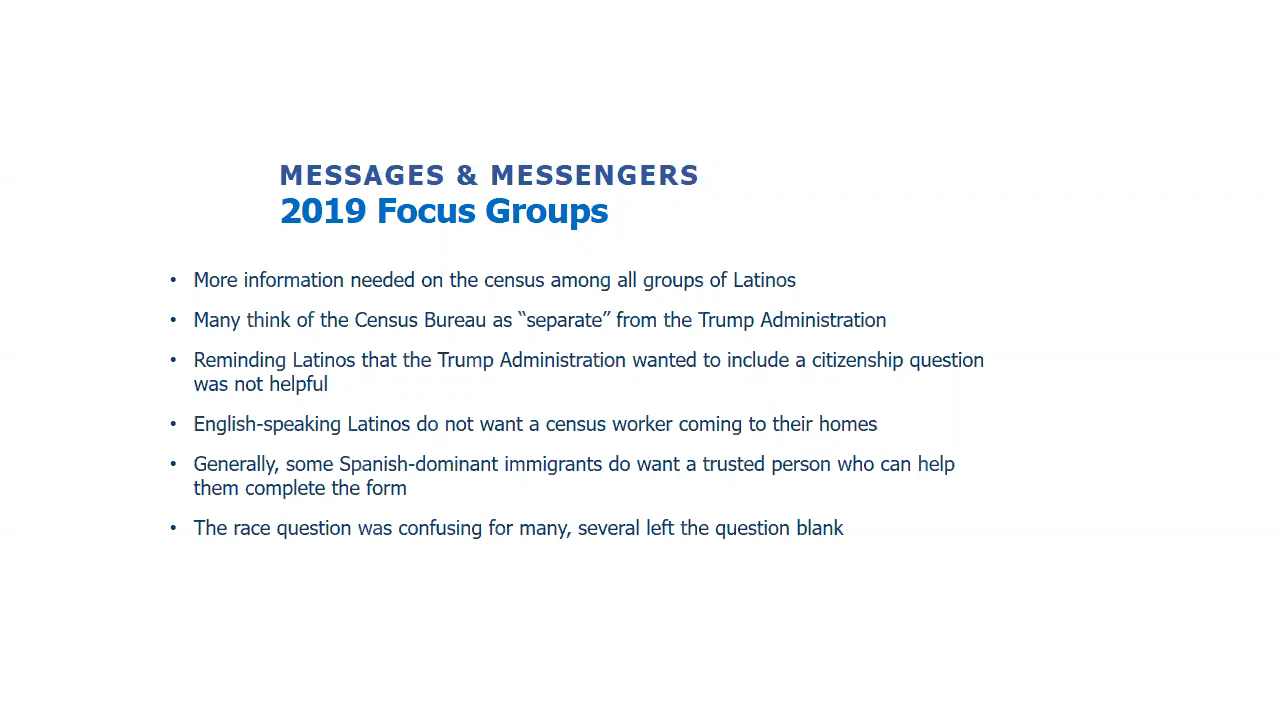 MESSAGES & MESSENGERS
2019 Focus Groups
• More information needed on the census among all groups of Latinos
• Many think of the Census Bureau as “separate” from the Trump Administration
• Reminding Latinos that the Trump Administration wanted to include a citizenship question
was not helpful
• English-speaking Latinos do not want a census worker coming to their homes
• Generally, some Spanish-dominant immigrants do want a trusted person who can help
them complete the form
• The race question was confusing for many, several left the question blank